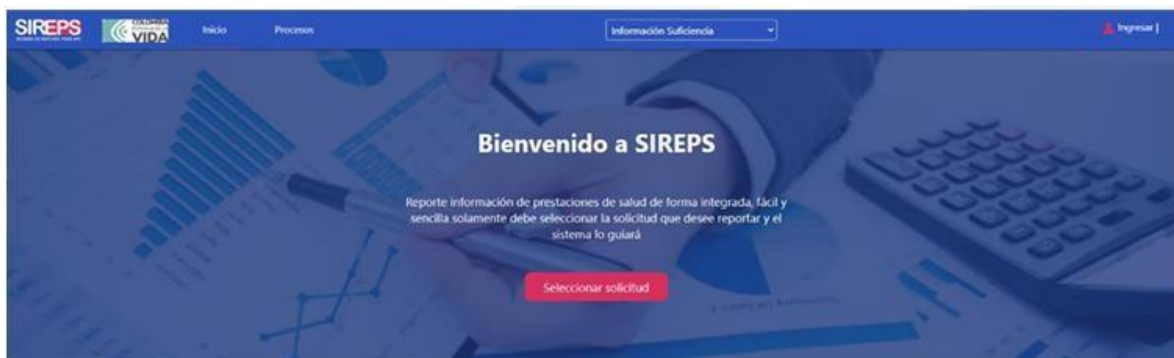 SIREPS
COLOMBIA
VIDA
Inicio
Procesos
Información Suficiencia
Ingresar |
Bienvenido a SIREPS
Reporte información de prestaciones de salud de forma integrada, fácil y
sencilla solamente debe seleccionar la solicitud que desee reportar y el
sistema lo guiará
Seleccionar solicitud